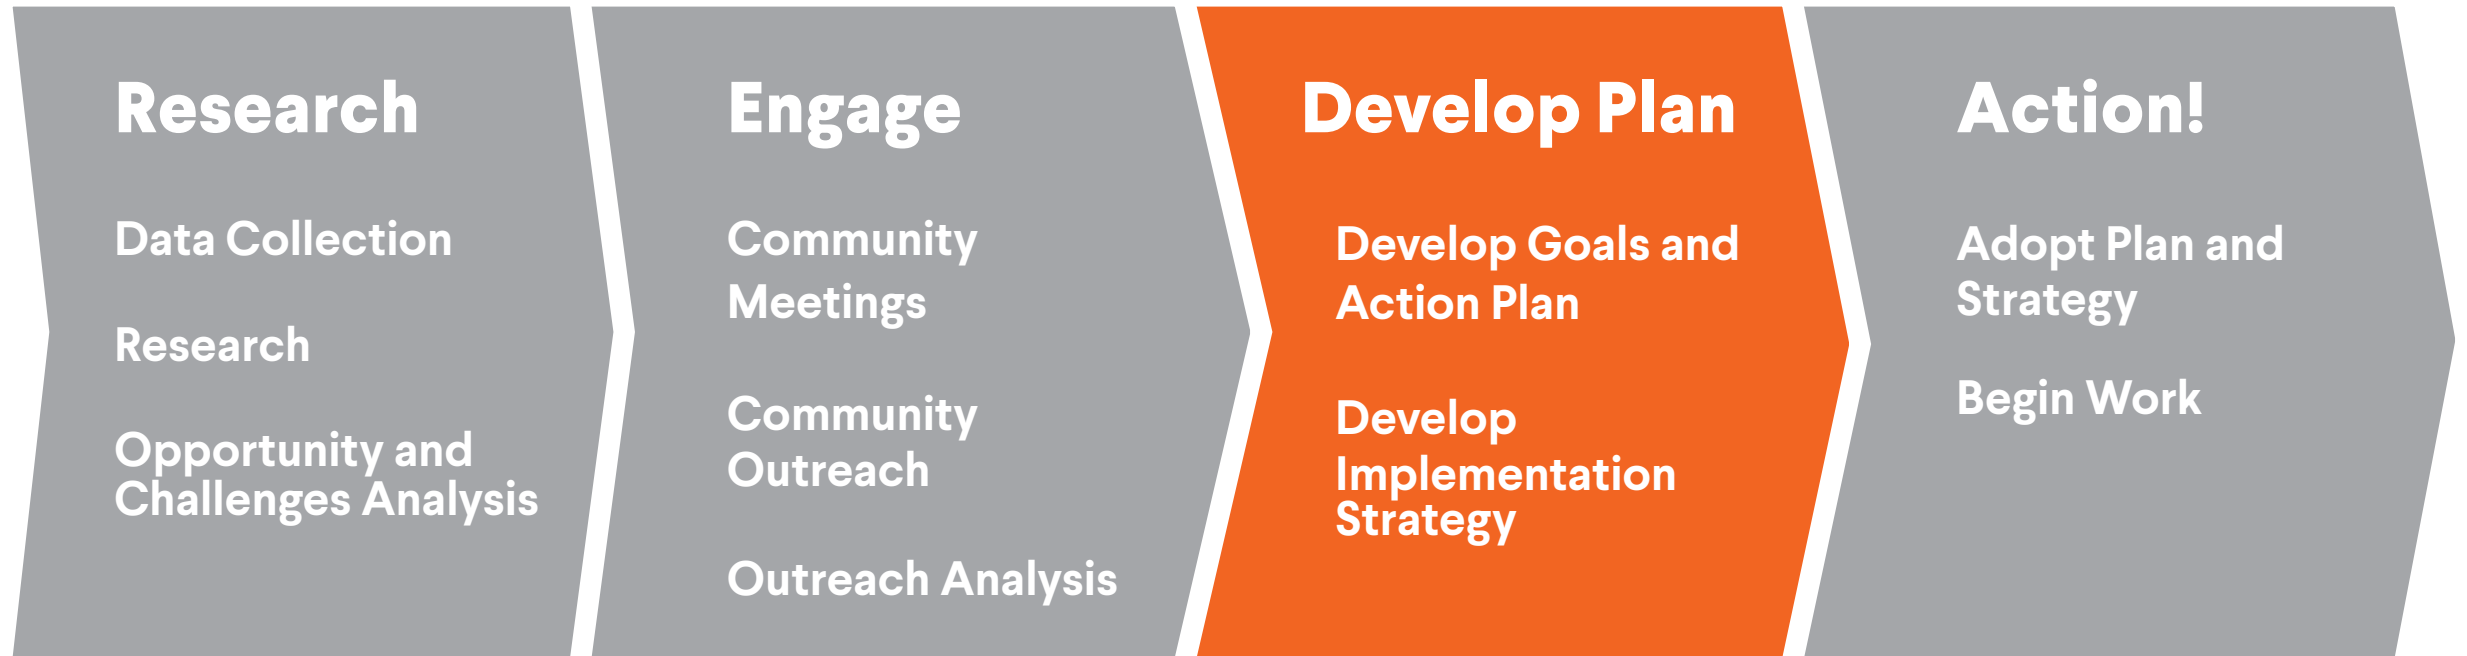 Research
Data Collection
Research
Opportunity and
Challenges Analysis
Engage
Community
Meetings
Community
Outreach
Outreach Analysis
Develop Plan
Develop Goals and
Action Plan
Develop
Implementation
Strategy
Action!
Adopt Plan and
Strategy
Begin Work